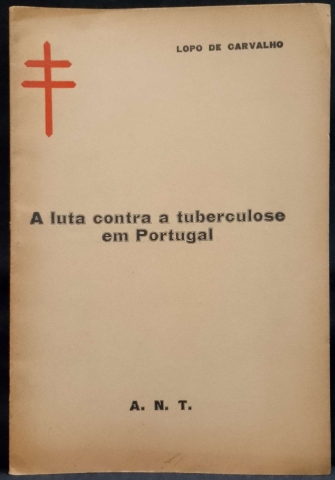 LOPO DE CARVALHO
A luta contra a tuberculose
em Portugal
A. N. T.